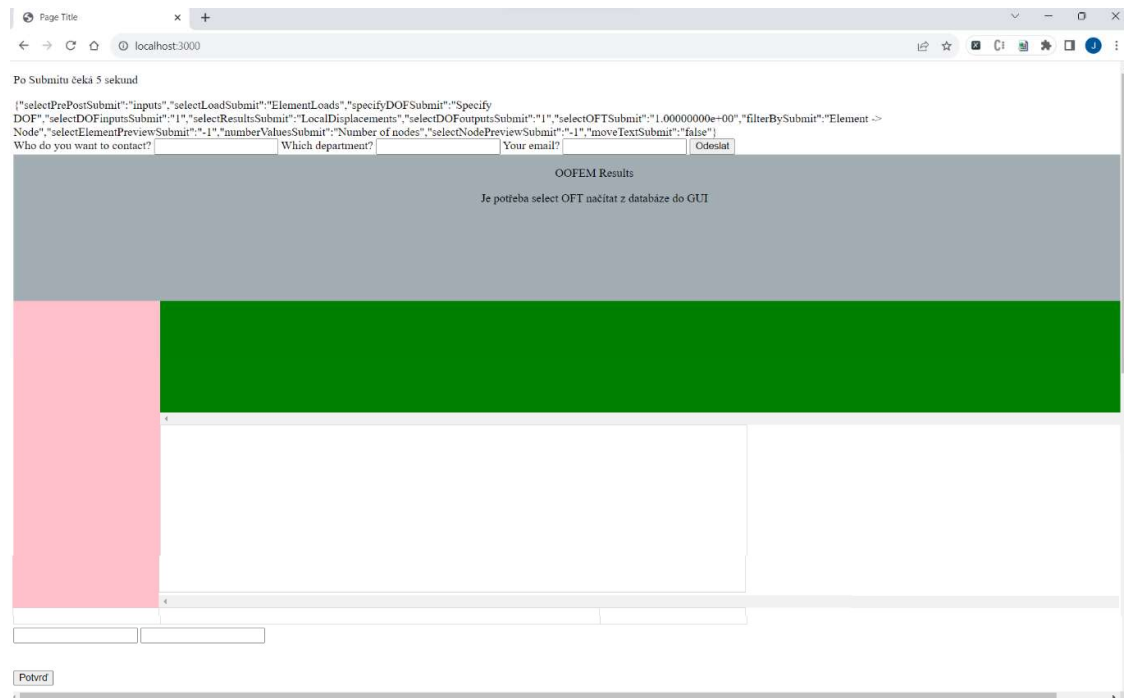 Page Title
localhost:3000
J
Po Submitu čeká 5 sekund
{"selectPrePostSubmit":"inputs","selectLoadSubmit":"ElementLoads","specifyDOFSubmit":"Specify
DOF","selectDOFinputsSubmit":"1","selectResultsSubmit":"LocalDisplacements","selectDOFoutputsSubmit":"1","selectOFTSubmit":"1.00000000e+00","filterBySubmit":"Element ->
Node","selectElementPreviewSubmit":"-1","numberValuesSubmit":"Number of nodes","selectNodePreviewSubmit":"-1","moveTextSubmit":"false"}
Who do you want to contact? Which department? Your email? Odeslat
OOFEM Results
Je potřeba select OFT načítat z databáze do GUI
Potvrď